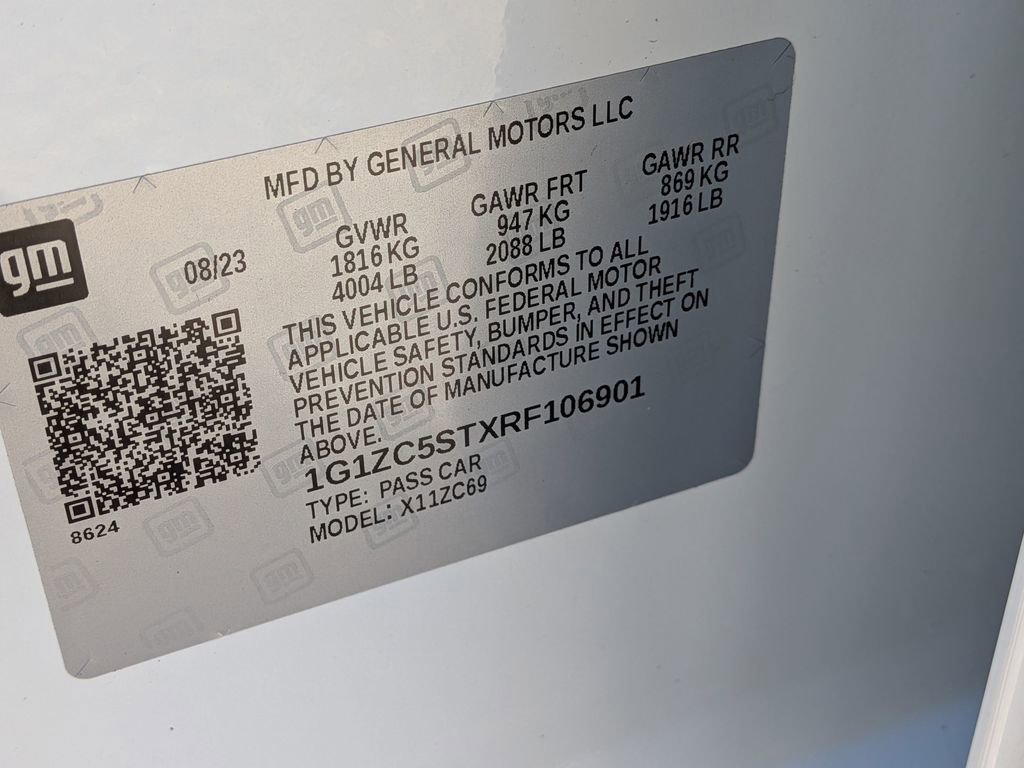 MFD BY GENERAL MOTORS LLC
gm
08/23
GVWR
1816 KG
4004 LB
GAWR FRT
947 KG
2088 LB
GAWR RR
869 KG
1916 LB
THIS VEHICLE CONFORMS TO ALL
APPLICABLE U.S. FEDERAL MOTOR
VEHICLE SAFETY, BUMPER, AND THEFT
PREVENTION STANDARDS IN EFFECT ON
THE DATE OF MANUFACTURE SHOWN
ABOVE.
1G1ZC5STXRF106901
TYPE: PASS CAR
MODEL: X11ZC69
8624